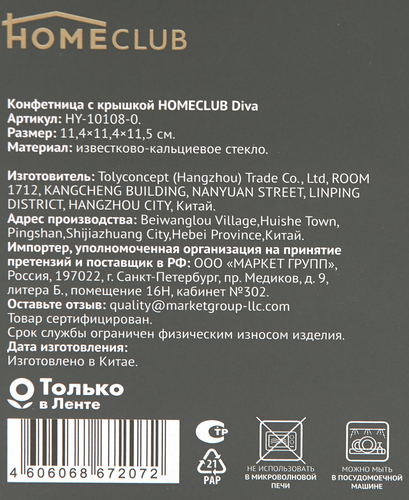 HOMECLUB
Конфетница с крышкой HOMECLUB Diva
Артикул: HY-10108-0.
Размер: 11,4×11,4×11,5 см.
Материал: известково-кальциевое стекло.
Изготовитель: Tolyconcept (Hangzhou) Trade Co., Ltd, ROOM
1712, KANGCHENG BUILDING, NANYUAN STREET, LINPING
DISTRICT, HANGZHOU CITY, Китай.
Адрес производства: Beiwanglou Village,Huishe Town,
Pingshan,Shijiazhuang City,Hebei Province,Китай.
Импортер, уполномоченная организация на принятие
претензий и поставщик в РФ: ООО «МАРКЕТ ГРУПП»,
Россия, 197022, г. Санкт-Петербург, пр. Медиков, д. 9,
литера Б., помещение 16Н, кабинет №302.
Оставьте отзыв: quality@marketgroup-llc.com
Товар сертифицирован.
Срок службы ограничен физическим износом изделия.
Дата изготовления:
Изготовлено в Китае.
Только
в Ленте
4 606068 672072
СТР
21
PAP
НЕ ИСПОЛЬЗОВАТЬ
В МИКРОВОЛНОВОЙ
ПЕЧИ
МОЖНО МЫТЬ
В ПОСУДОМОЕЧНОЙ
МАШИНЕ